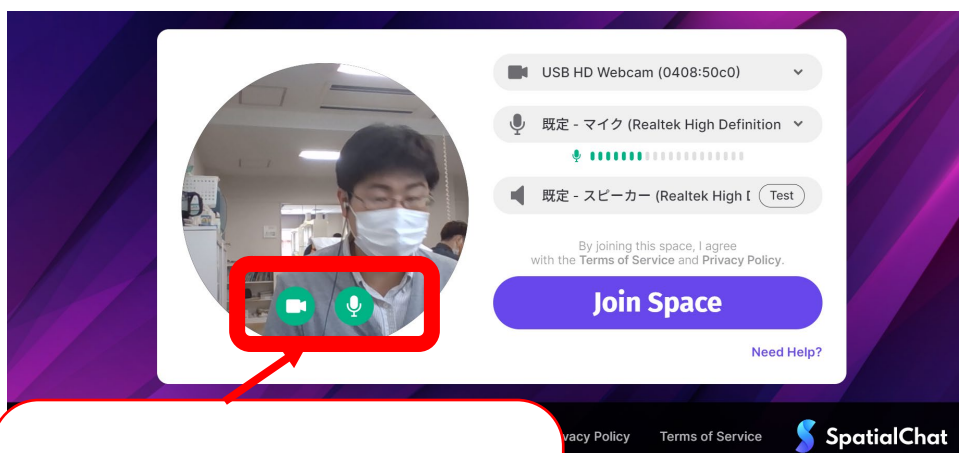 USB HD Webcam (0408:50c0)
既定 - マイク (Realtek High Definition
既定 - スピーカー (Realtek High
Test
By joining this space, I agree
with the Terms of Service and Privacy Policy.
Join Space
Need Help?
Policy Terms of Service SpatialChat